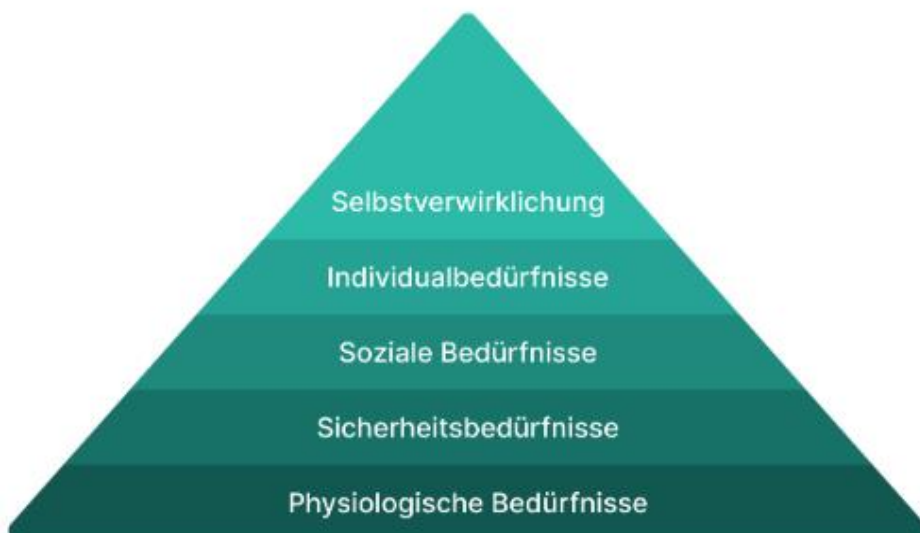 Selbstverwirklichung
Individualbedürfnisse
Soziale Bedürfnisse
Sicherheitsbedürfnisse
Physiologische Bedürfnisse